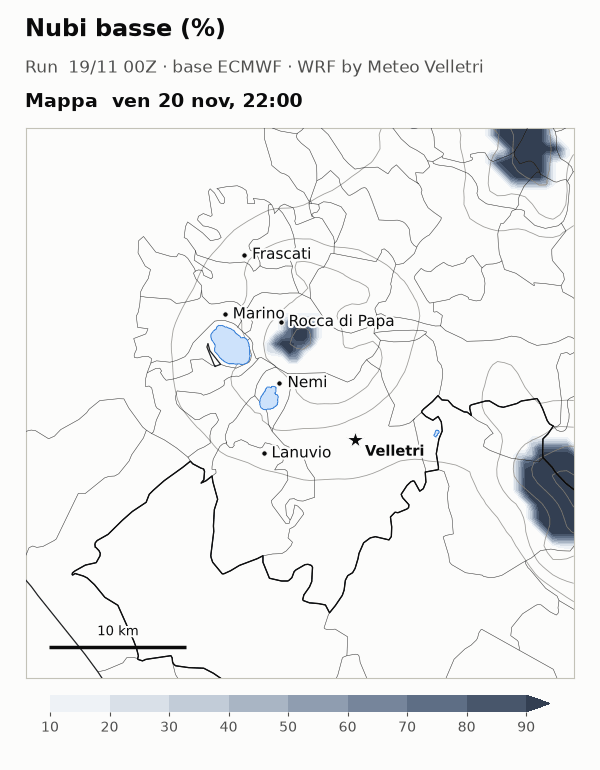 Nubi basse (%)
Run  19/11 00Z · base ECMWF · WRF by Meteo Velletri
Mappa  ven 20 nov, 22:00
Frascati
Marino
Rocca di Papa
Nemi
Velletri
Lanuvio
10 km
10 20 30 40 50 60 70 80 90